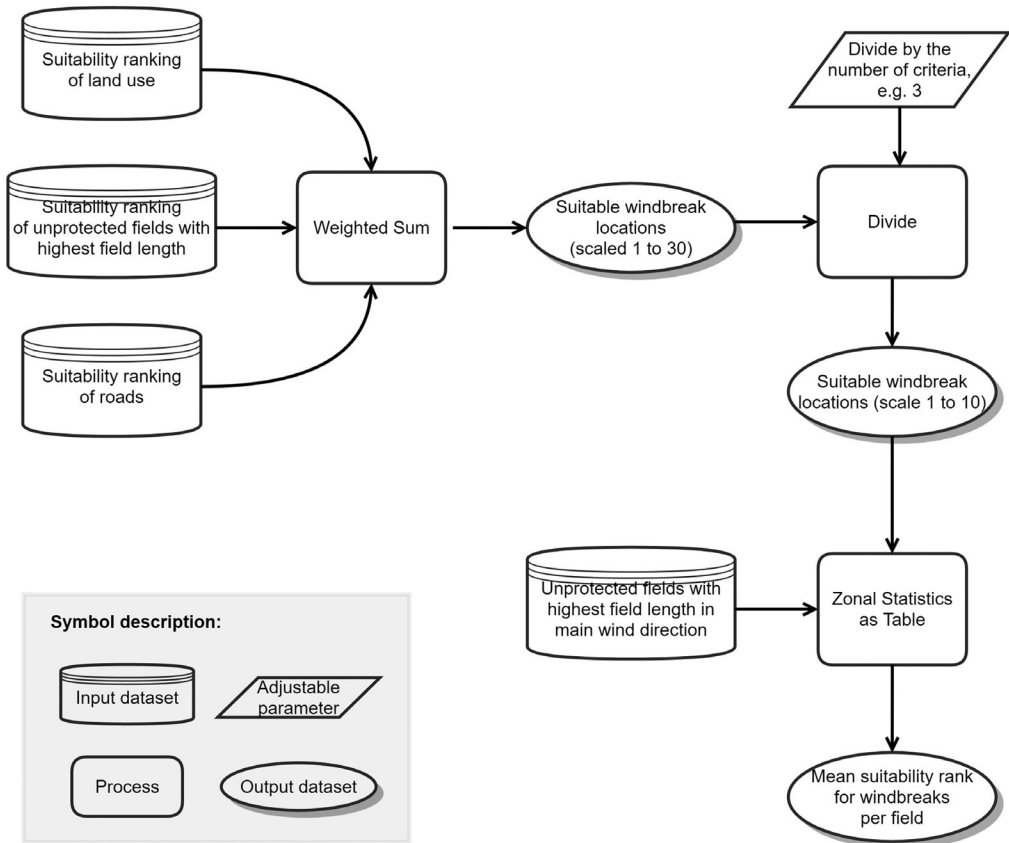 Suitability ranking
of land use
Divide by the
number of criteria,
e.g. 3
Suitability ranking
of unprotected fields with
highest field length
Weighted Sum
Suitable windbreak
locations
(scaled 1 to 30)
Divide
Suitability ranking
of roads
Suitable windbreak
locations (scale 1 to 10)
Unprotected fields with
highest field length in
main wind direction
Zonal Statistics
as Table
Mean suitability rank
for windbreaks
per field
Symbol description:
Input dataset
Adjustable
parameter
Process
Output dataset